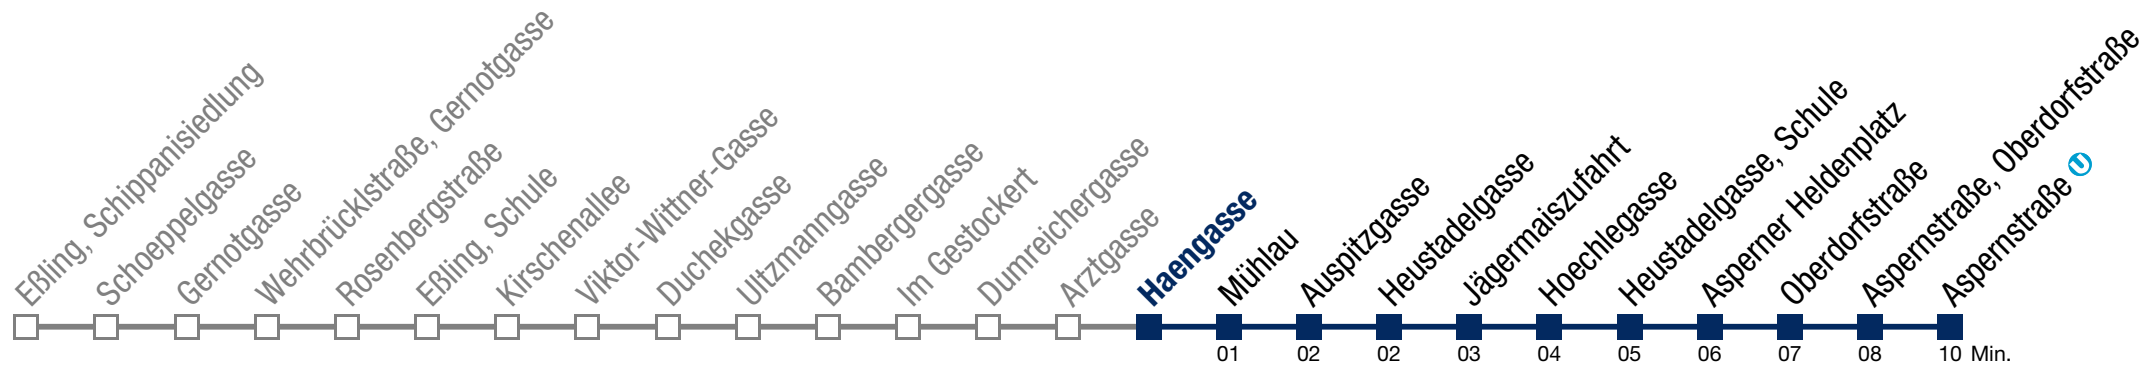 Eßling, Schippanisiedlung
Schoeppelgasse
Gernotgasse
Wehrbrücklstraße, Gernotgasse
Rosenbergstraße
Eßling, Schule
Kirschenallee
Viktor-Wittner-Gasse
Duchekgasse
Ultzmanngasse
Bambergergasse
Im Gestockert
Dumreichergasse
Arztgasse
Haengasse
Mühlau
Auspitzgasse
Heustadelgasse
Jägermaiszufahrt
Hoechlegasse
Heustadelgasse, Schule
Asperner Heldenplatz
Oberdorfstraße
Aspernstraße, Oberdorfstraße
Aspernstraße U
01 02 02 03 04 05 06 07 08 10 Min.